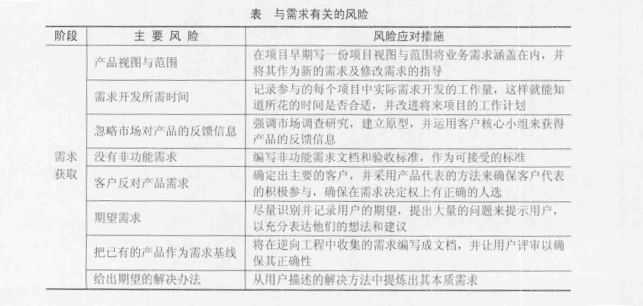 表 与需求有关的风险
阶段 主要风险 风险应对措施
需求
获取
产品视图与范围
在项目早期写一份项目视图与范围将业务需求涵盖在内，并
将其作为新的需求及修改需求的指导
需求开发所需时间
记录参与的每个项目中实际需求开发的工作量，这样就能知
道所花的时间是否合适，并改进将来项目的工作计划
忽略市场对产品的反馈信息
强调市场调查研究，建立原型，并运用客户核心小组来获得
产品的反馈信息
没有非功能需求
编写非功能需求文档和验收标准，作为可接受的标准
客户反对产品需求
确定出主要的客户，并采用产品代表的方法来确保客户代表
的积极参与，确保在需求决定权上有正确的人选
期望需求
尽量识别并记录用户的期望，提出大量的问题来提示用户，
以充分表达他们的想法和建议
把已有的产品作为需求基线
将在逆向工程中收集的需求编写成文档，并让用户评审以确
保其正确性
给出期望的解决办法
从用户描述的解决方法中提炼出其本质需求